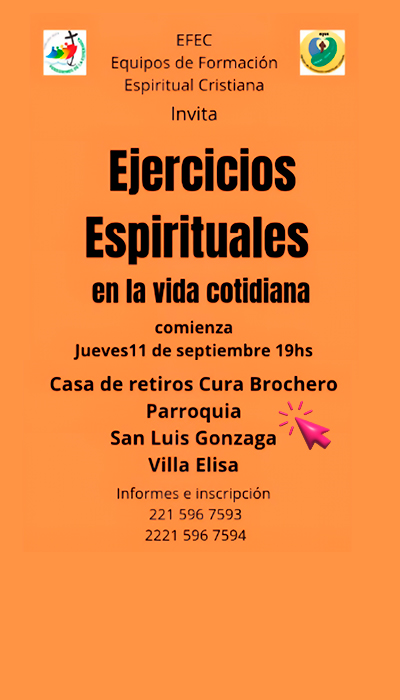 EFEC
Equipos de Formación
Espiritual Cristiana
Invita
Ejercicios
Espirituales
en la vida cotidiana
comienza
Jueves11 de septiembre 19hs
Casa de retiros Cura Brochero
Parroquia
San Luis Gonzaga
Villa Elisa
Informes e inscripción
221 596 7593
2221 596 7594